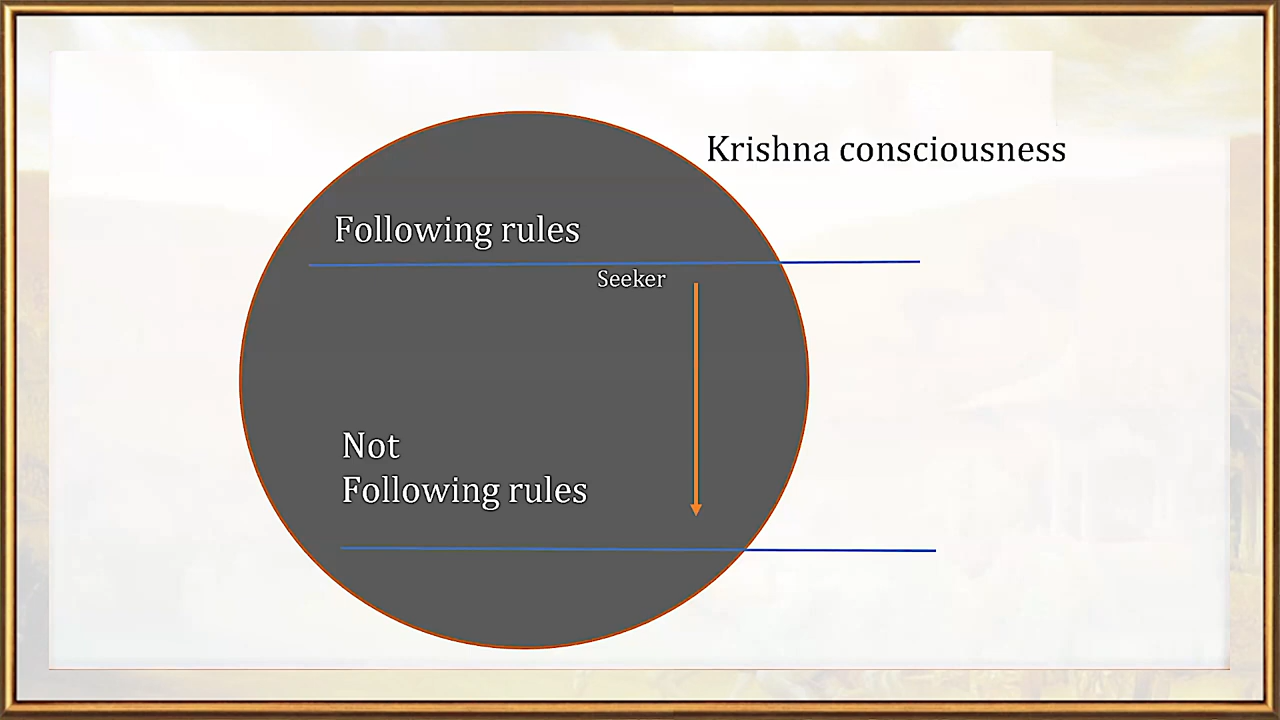 Krishna consciousness
Following rules
Seeker
Not
Following rules